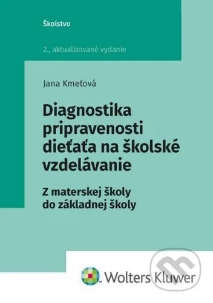 Školstvo
2., aktualizované vydanie
Jana Kmeťová
Diagnostika
pripravenosti
dieťaťa na školské
vzdelávanie
Z materskej školy
do základnej školy
Wolters Kluwer